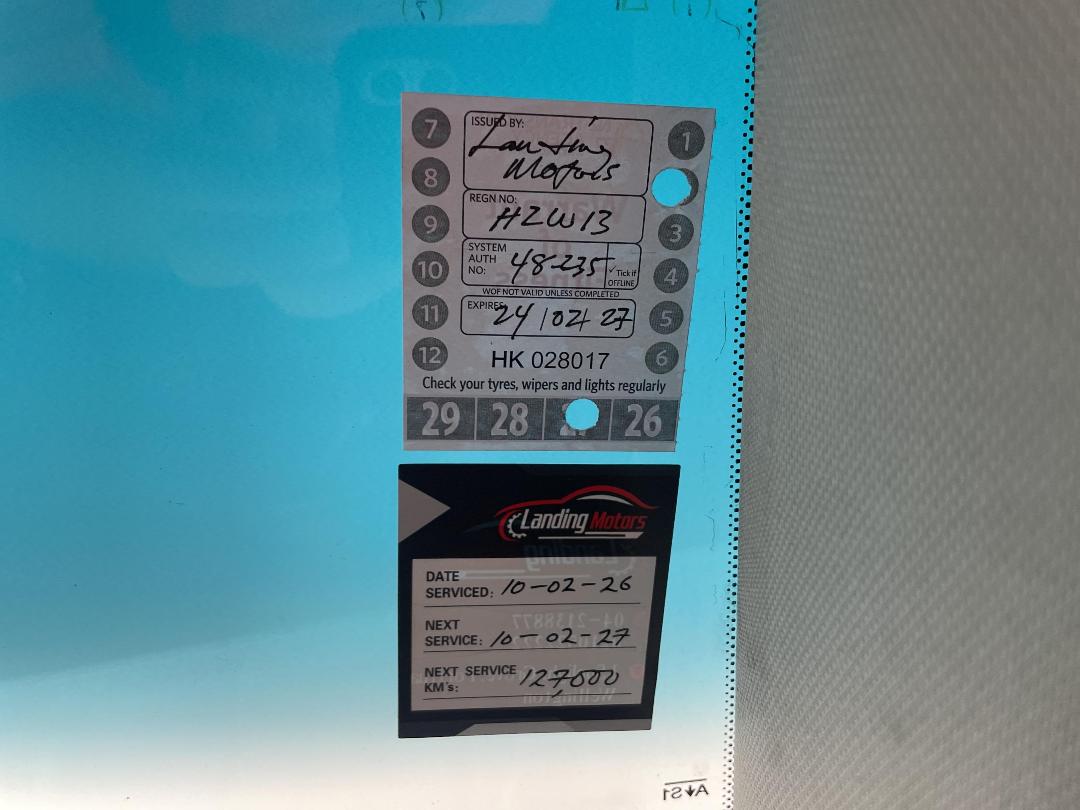 7 8 9 10 11 12
ISSUED BY:
Landing
Motors
REGN NO:
HZW13
SYSTEM
AUTH
NO:
48-235
✓ Tick if
OFFLINE
WOF NOT VALID UNLESS COMPLETED
EXPIRES
24/02/27
1 3 4 5 6
HK 028017
Check your tyres, wipers and lights regularly
29 28 26
Landing Motors
DATE
SERVICED: 10-02-26
NEXT
SERVICE: 10-02-27
NEXT SERVICE
KM's: 127,000